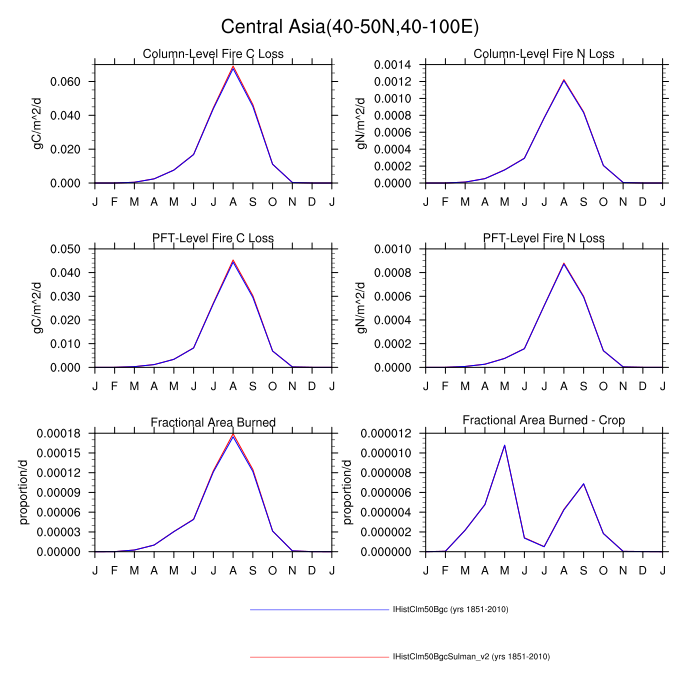 Central Asia(40-50N,40-100E)
Column-Level Fire C Loss
gC/m^2/d
0.060
0.040
0.020
0.000
J F M A M J J A S O N D J
Column-Level Fire N Loss
gN/m^2/d
0.0014
0.0012
0.0010
0.0008
0.0006
0.0004
0.0002
0.0000
J F M A M J J A S O N D J
PFT-Level Fire C Loss
gC/m^2/d
0.050
0.040
0.030
0.020
0.010
0.000
J F M A M J J A S O N D J
PFT-Level Fire N Loss
gN/m^2/d
0.0010
0.0008
0.0006
0.0004
0.0002
0.0000
J F M A M J J A S O N D J
Fractional Area Burned
proportion/d
0.00018
0.00015
0.00012
0.00009
0.00006
0.00003
0.00000
J F M A M J J A S O N D J
Fractional Area Burned - Crop
proportion/d
0.000012
0.000010
0.000008
0.000006
0.000004
0.000002
0.000000
J F M A M J J A S O N D J
IHistClm50Bgc (yrs 1851-2010)
IHistClm50BgcSulman_v2 (yrs 1851-2010)